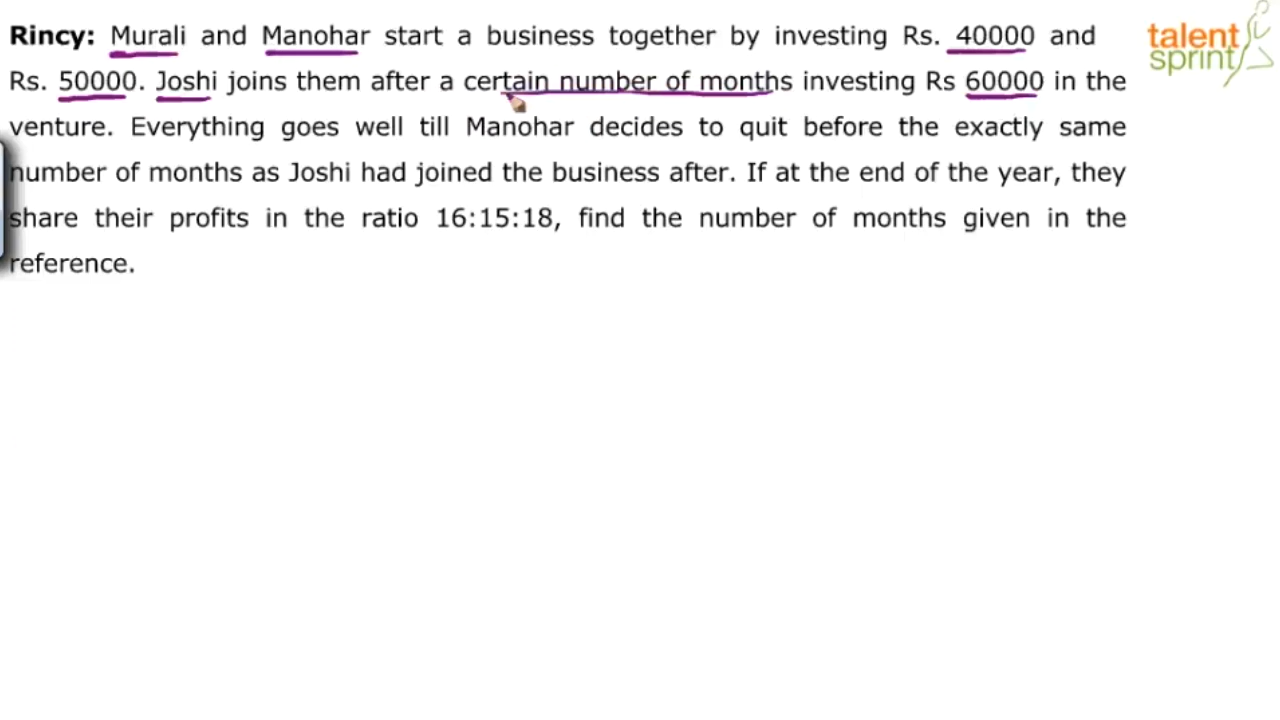 Rincy: Murali and Manohar start a business together by investing Rs. 40000 and
Rs. 50000. Joshi joins them after a certain number of months investing Rs 60000 in the
venture. Everything goes well till Manohar decides to quit before the exactly same
number of months as Joshi had joined the business after. If at the end of the year, they
share their profits in the ratio 16:15:18, find the number of months given in the
reference.
talent
sprint